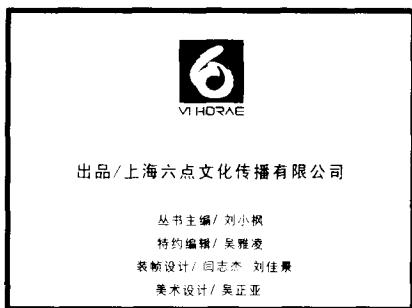 VI HORAE
出品/上海六点文化传播有限公司
丛书主编/ 刘小枫
特约编辑/ 吴雅凌
装帧设计/ 闫志杰 刘佳景
美术设计/ 吴正亚